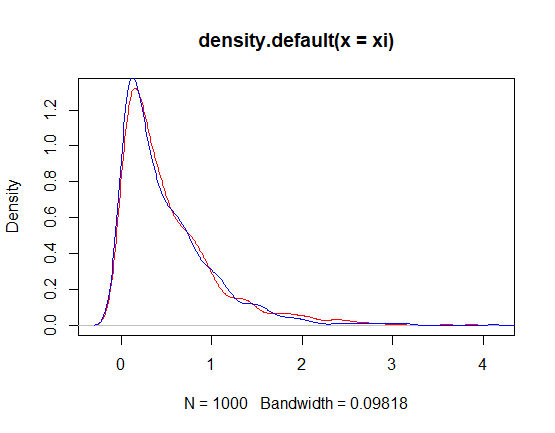 density.default(x = xi)
Density
0.0 0.2 0.4 0.6 0.8 1.0 1.2
0 1 2 3 4
N = 1000 Bandwidth = 0.09818